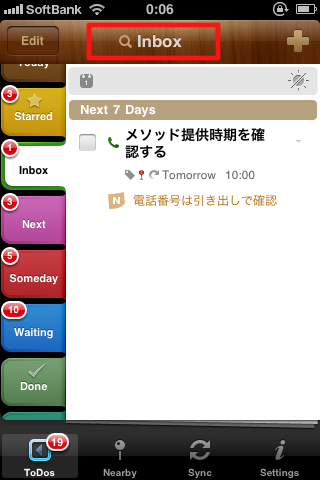 SoftBank 0:06
Edit Inbox
Today
3
Starred
1
Inbox
3
Next
5
Someday
10
Waiting
Done
1
Next 7 Days
メソッド提供時期を確
認する
Tomorrow 10:00
N 電話番号は引き出しで確認
19
ToDos Nearby Sync Settings